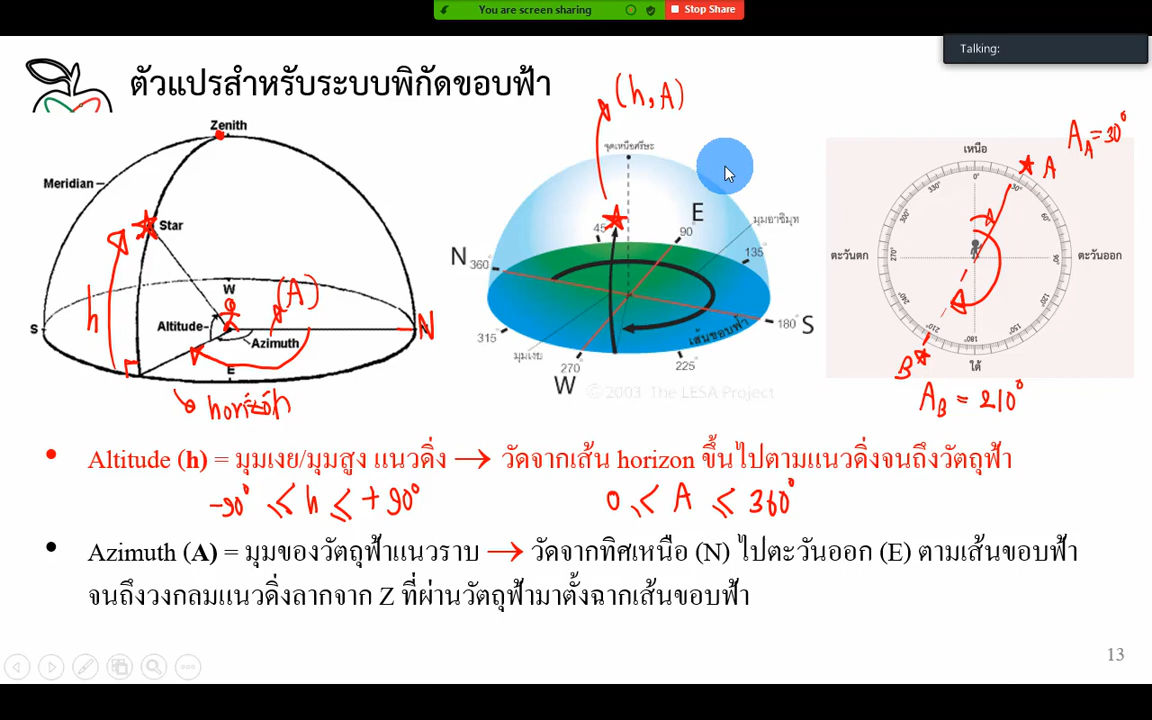 You are screen sharing
Stop Share
Talking:
ตัวแปรสำหรับระบบพิกัดขอบฟ้า
Zenith
Meridian
Star
h
W
(A)
Altitude
S
N
Azimuth
E
horizon
(h, A)
จุดเหนือศีรษะ
E
45
90
มุมอาซิมุท
135
N
360
180
S
เส้นขอบฟ้า
315
มุมเงย
270
225
W
© 2003 The LESA Project
A_A = 30°
เหนือ
A
0°
30°
60°
90°
120°
150°
180°
210°
240°
270°
300°
330°
ตะวันตก
ตะวันออก
ใต้
B
A_B = 210°
• Altitude (h) = มุมเงย/มุมสูง แนวดิ่ง → วัดจากเส้น horizon ขึ้นไปตามแนวดิ่งจนถึงวัตถุฟ้า
-90° ≤ h ≤ +90°
0 ≤ A ≤ 360°
• Azimuth (A) = มุมของวัตถุฟ้าแนวราบ → วัดจากทิศเหนือ (N) ไปตะวันออก (E) ตามเส้นขอบฟ้า
จนถึงวงกลมแนวดิ่งลากจาก Z ที่ผ่านวัตถุฟ้ามาตั้งฉากเส้นขอบฟ้า
13